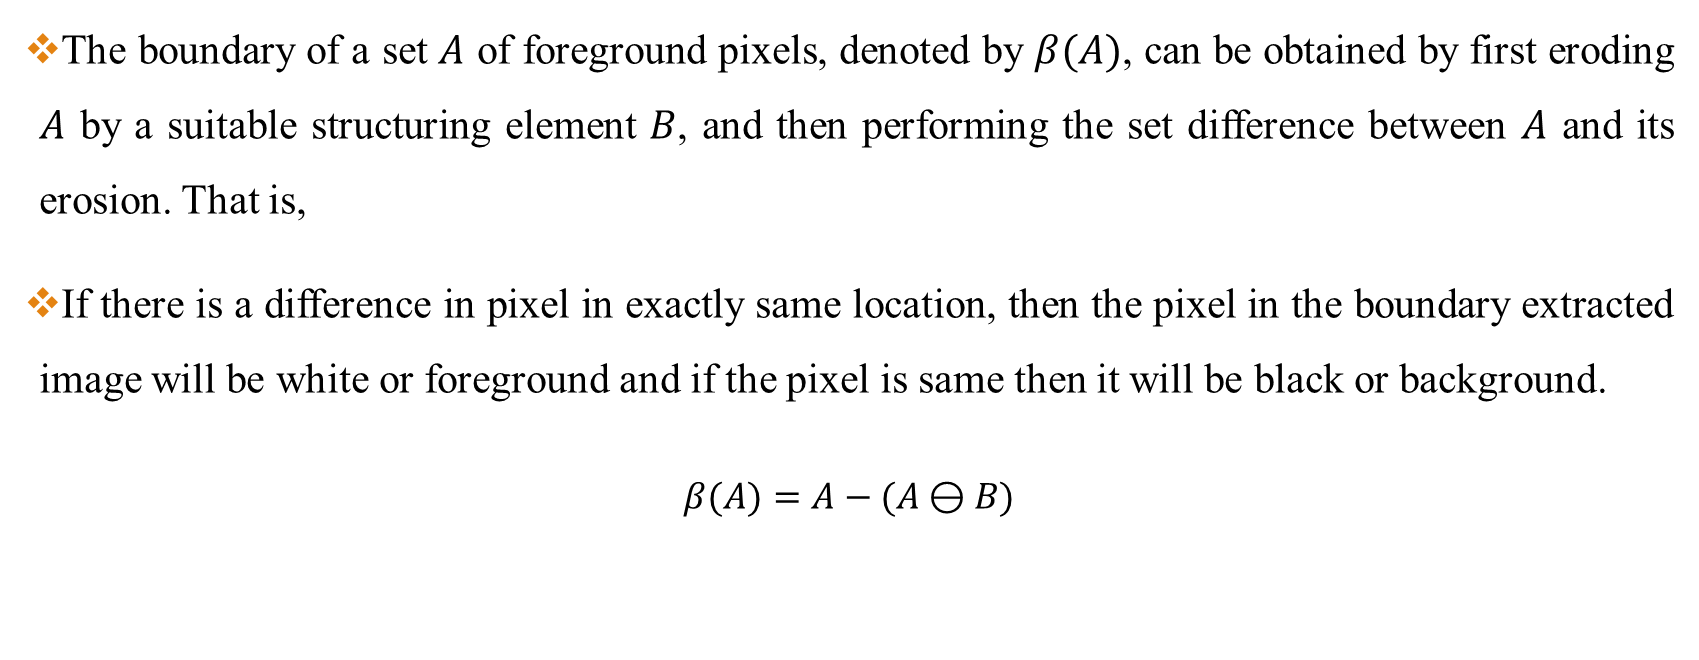 ❖The boundary of a set A of foreground pixels, denoted by β(A), can be obtained by first eroding
A by a suitable structuring element B, and then performing the set difference between A and its
erosion. That is,
❖If there is a difference in pixel in exactly same location, then the pixel in the boundary extracted
image will be white or foreground and if the pixel is same then it will be black or background.
β(A) = A − (A ⊖ B)